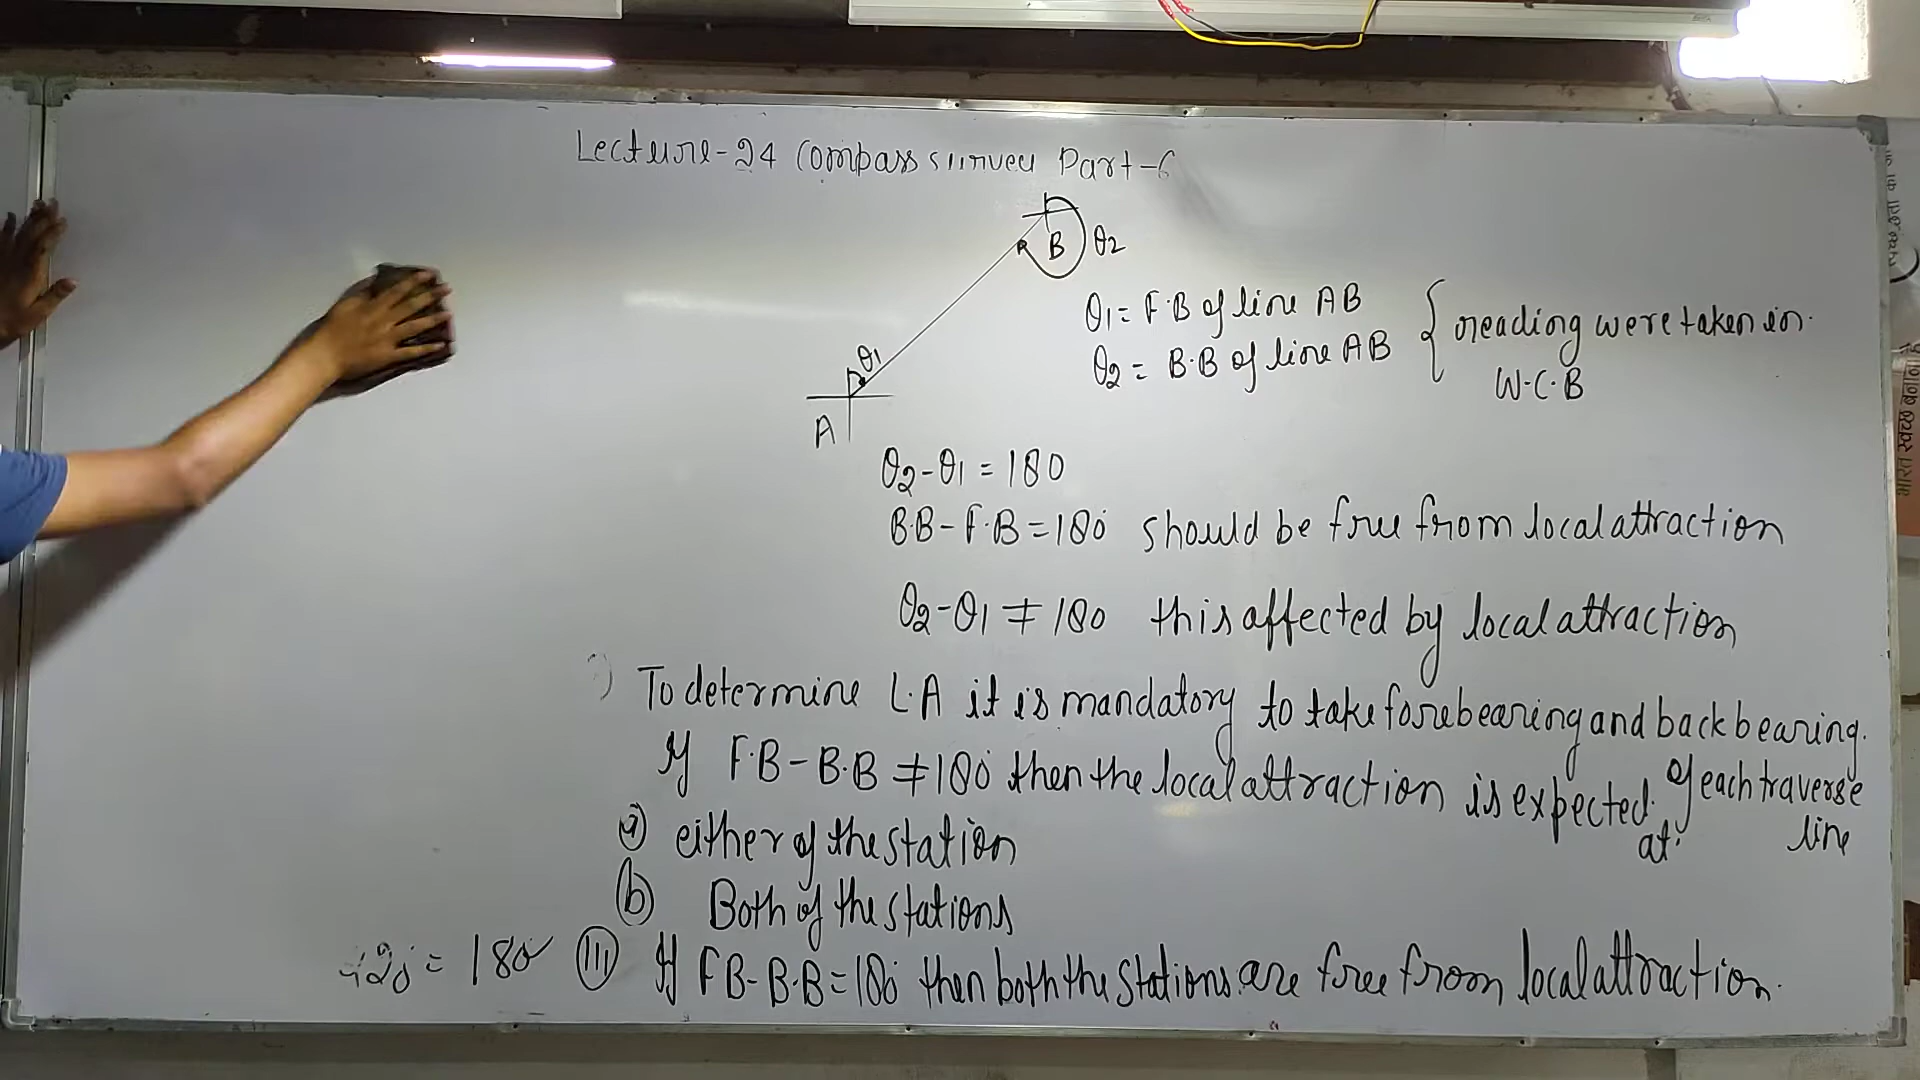 Lecture-24 Compass survey Part-6
B θ2
θ1
A
θ1 = F.B of line AB
θ2 = B.B of line AB
{ reading were taken in.
W.C.B
θ2-θ1 = 180
B.B-F.B = 180° should be free from local attraction
θ2-θ1 ≠ 180 this affected by local attraction
) To determine L.A it is mandatory to take forebearing and back bearing.
of each traverse
line
If F.B-B.B ≠ 180° then the local attraction is expected.
at.
a) either of the station
b Both of the stations
= 180°
III If FB-B.B = 180° then both the stations are free from local attraction.